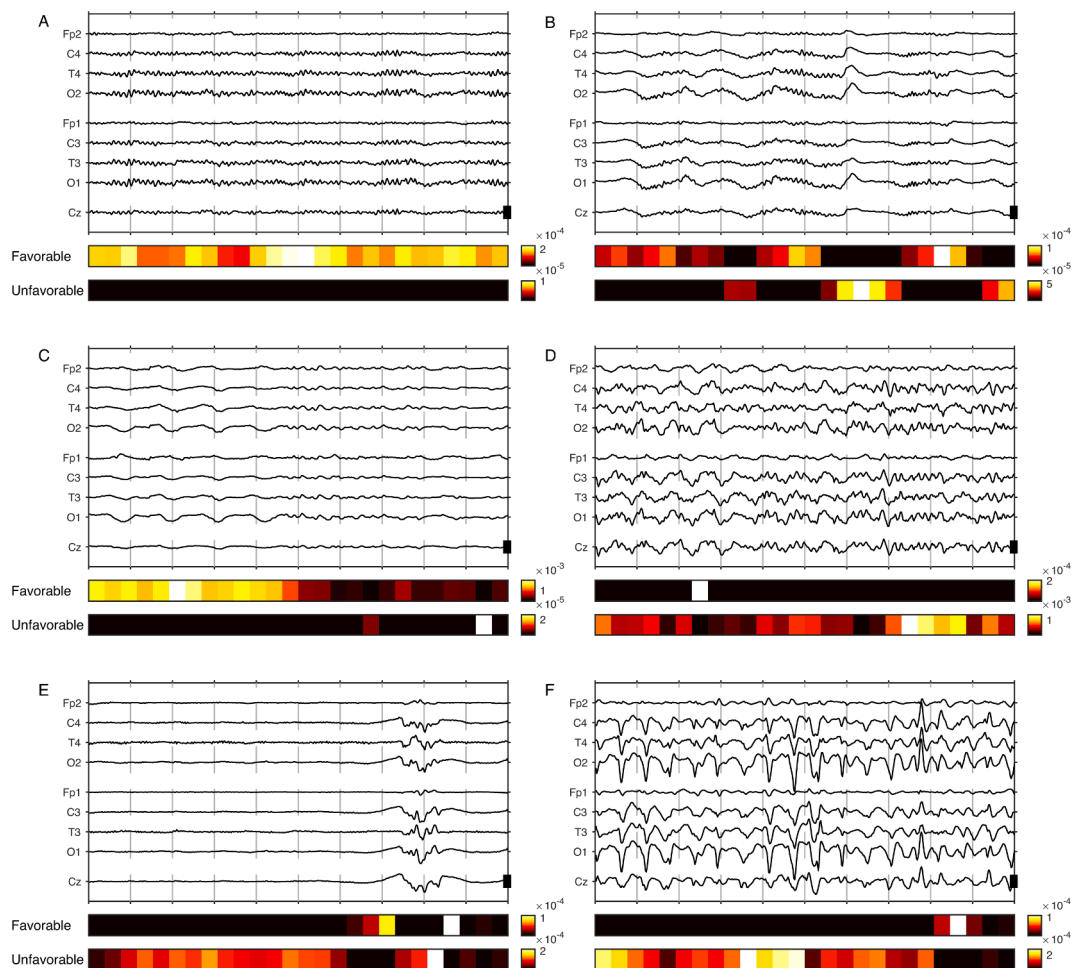 A
Fp2
C4
T4
O2
Fp1
C3
T3
O1
Cz
Favorable
× 10⁻⁴
2
Unfavorable
× 10⁻⁵
1
B
Fp2
C4
T4
O2
Fp1
C3
T3
O1
Cz
× 10⁻⁴
1
× 10⁻⁵
5
C
Fp2
C4
T4
O2
Fp1
C3
T3
O1
Cz
Favorable
× 10⁻³
1
Unfavorable
× 10⁻⁵
2
D
Fp2
C4
T4
O2
Fp1
C3
T3
O1
Cz
× 10⁻⁴
2
× 10⁻³
1
E
Fp2
C4
T4
O2
Fp1
C3
T3
O1
Cz
Favorable
× 10⁻⁴
1
Unfavorable
× 10⁻⁴
2
F
Fp2
C4
T4
O2
Fp1
C3
T3
O1
Cz
× 10⁻⁴
1
× 10⁻⁴
2